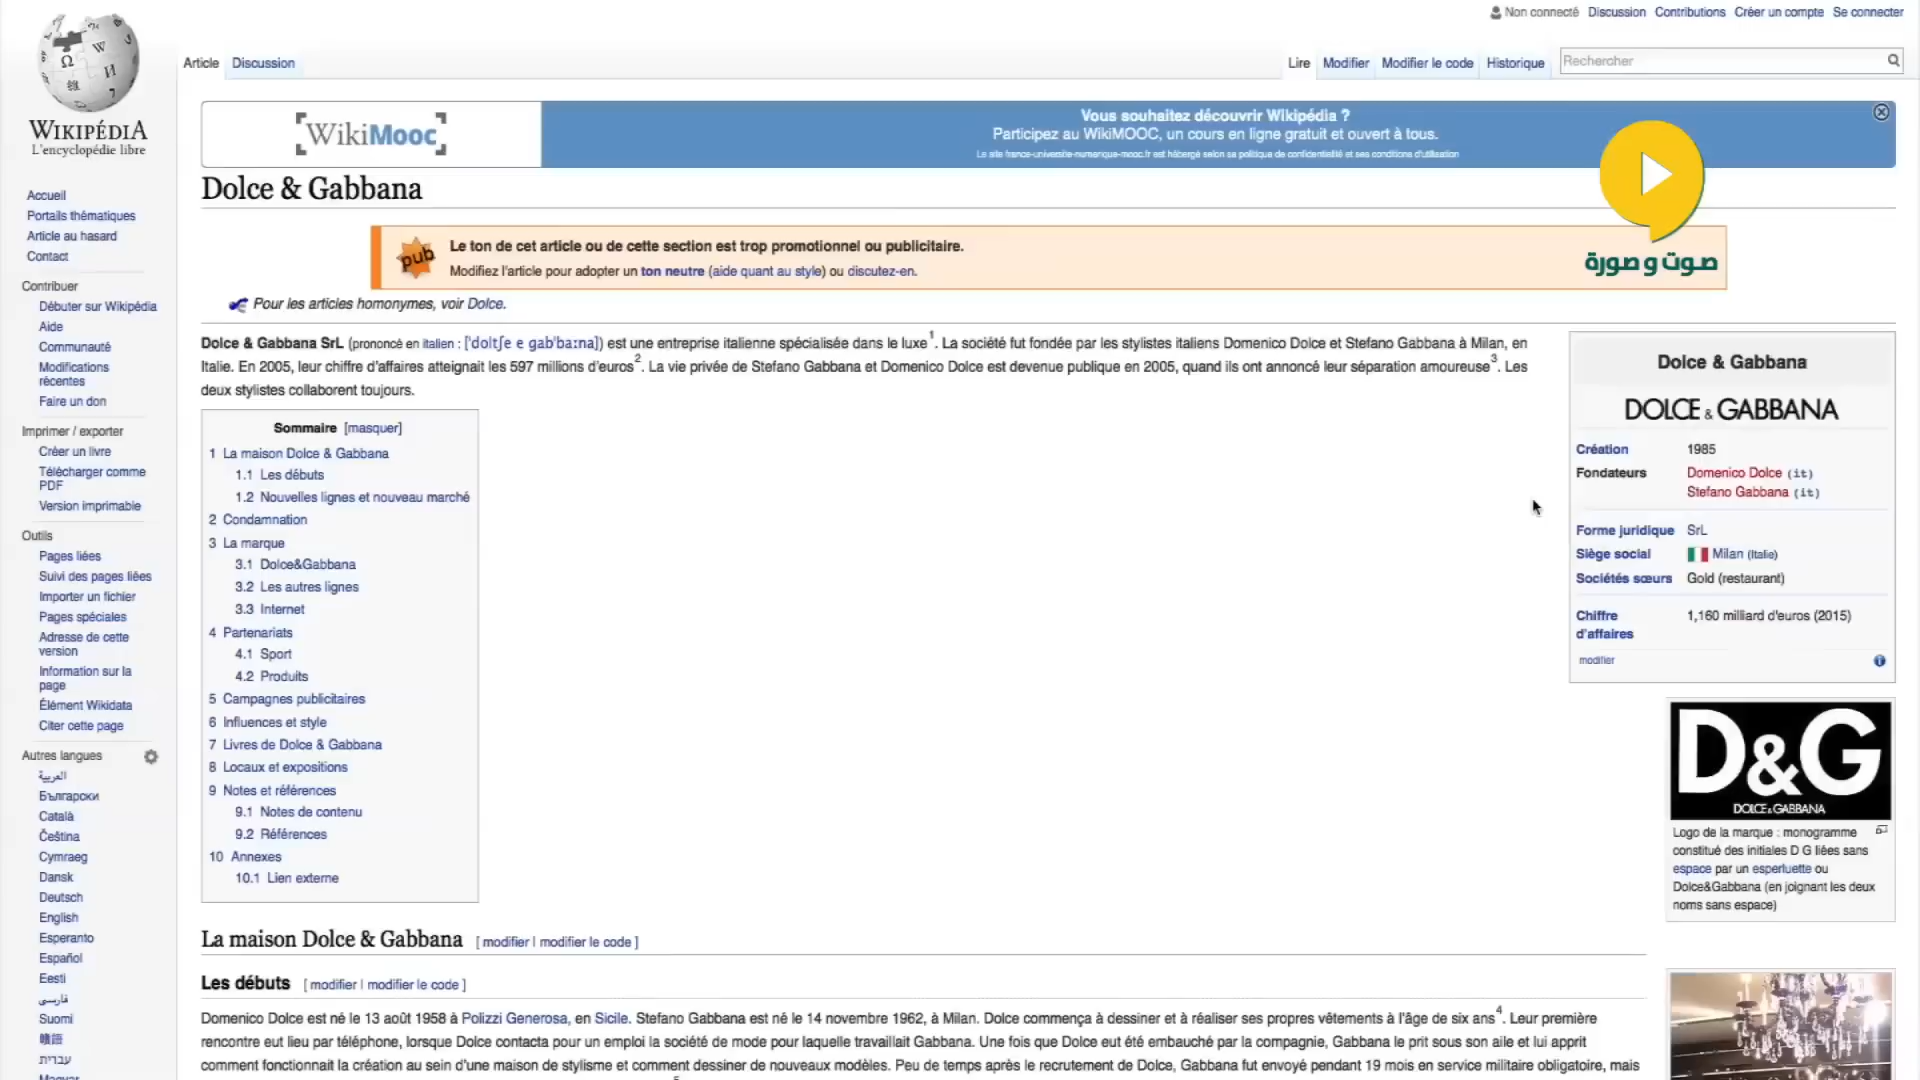 Non connecté Discussion Contributions Créer un compte Se connecter
Article Discussion
Lire Modifier Modifier le code Historique Rechercher
WIKIPÉDIA
L'encyclopédie libre
Accueil
Portails thématiques
Article au hasard
Contact
Contribuer
Débuter sur Wikipédia
Aide
Communauté
Modifications
récentes
Faire un don
Imprimer / exporter
Créer un livre
Télécharger comme
PDF
Version imprimable
Outils
Pages liées
Suivi des pages liées
Importer un fichier
Pages spéciales
Adresse de cette
version
Information sur la
page
Élément Wikidata
Citer cette page
Autres langues
العربية
Български
Català
Čeština
Cymraeg
Dansk
Deutsch
English
Esperanto
Español
Eesti
فارسی
Suomi
贛語
עברית
Magyar
[WikiMooc]
Vous souhaitez découvrir Wikipédia ?
Participez au WikiMOOC, un cours en ligne gratuit et ouvert à tous.
Le site france-universite-numerique-mooc.fr est hébergé selon sa politique de confidentialité et ses conditions d'utilisation
Dolce & Gabbana
pub
Le ton de cet article ou de cette section est trop promotionnel ou publicitaire.
Modifiez l'article pour adopter un ton neutre (aide quant au style) ou discutez-en.
صوت و صورة
Pour les articles homonymes, voir Dolce.
Dolce & Gabbana SrL (prononcé en italien : [ˈdoltʃe e gabˈbaːna]) est une entreprise italienne spécialisée dans le luxe1. La société fut fondée par les stylistes italiens Domenico Dolce et Stefano Gabbana à Milan, en
Italie. En 2005, leur chiffre d'affaires atteignait les 597 millions d'euros2. La vie privée de Stefano Gabbana et Domenico Dolce est devenue publique en 2005, quand ils ont annoncé leur séparation amoureuse3. Les
deux stylistes collaborent toujours.
Sommaire [masquer]
1 La maison Dolce & Gabbana
1.1 Les débuts
1.2 Nouvelles lignes et nouveau marché
2 Condamnation
3 La marque
3.1 Dolce&Gabbana
3.2 Les autres lignes
3.3 Internet
4 Partenariats
4.1 Sport
4.2 Produits
5 Campagnes publicitaires
6 Influences et style
7 Livres de Dolce & Gabbana
8 Locaux et expositions
9 Notes et références
9.1 Notes de contenu
9.2 Références
10 Annexes
10.1 Lien externe
Dolce & Gabbana
DOLCE & GABBANA
Création 1985
Fondateurs Domenico Dolce (it)
Stefano Gabbana (it)
Forme juridique SrL
Siège social Milan (Italie)
Sociétés sœurs Gold (restaurant)
Chiffre 1,160 milliard d'euros (2015)
d'affaires
modifier
D&G
DOLCE & GABBANA
Logo de la marque : monogramme
constitué des initiales D G liées sans
espace par un esperluette ou
Dolce&Gabbana (en joignant les deux
noms sans espace)
La maison Dolce & Gabbana [ modifier | modifier le code ]
Les débuts [ modifier | modifier le code ]
Domenico Dolce est né le 13 août 1958 à Polizzi Generosa, en Sicile. Stefano Gabbana est né le 14 novembre 1962, à Milan. Dolce commença à dessiner et à réaliser ses propres vêtements à l'âge de six ans4. Leur première
rencontre eut lieu par téléphone, lorsque Dolce contacta pour un emploi la société de mode pour laquelle travaillait Gabbana. Une fois que Dolce eut été embauché par la compagnie, Gabbana le prit sous son aile et lui apprit
comment fonctionnait la création au sein d'une maison de stylisme et comment dessiner de nouveaux modèles. Peu de temps après le recrutement de Dolce, Gabbana fut envoyé pendant 19 mois en service militaire obligatoire, mais
5